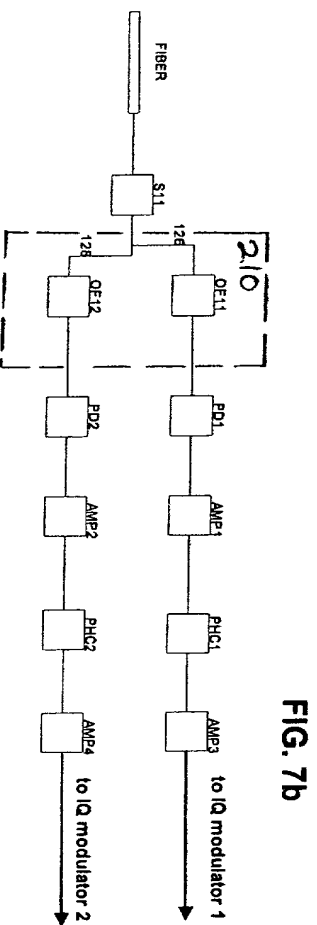 FIG. 7b
FIBER
S11
126
128
210
OF11
OF12
PD1
AMP1
PHC1
AMP3
to IQ modulator 1
PD2
AMP2
PHC2
AMP4
to IQ modulator 2